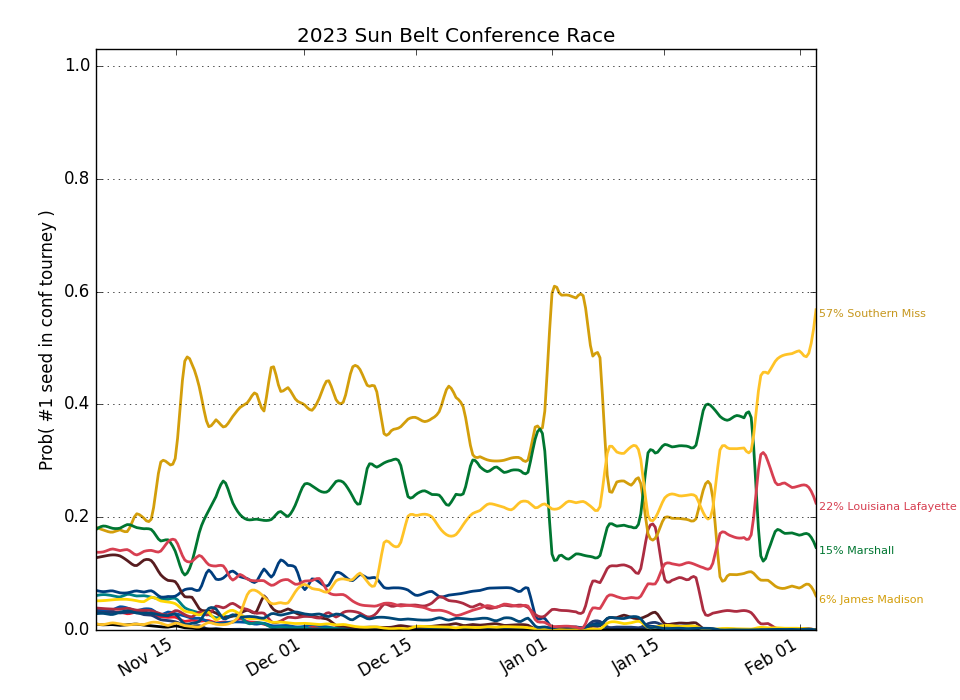 2023 Sun Belt Conference Race
Prob( #1 seed in conf tourney )
1.0
0.8
0.6
0.4
0.2
0.0
57% Southern Miss
22% Louisiana Lafayette
15% Marshall
6% James Madison
Nov 15
Dec 01
Dec 15
Jan 01
Jan 15
Feb 01